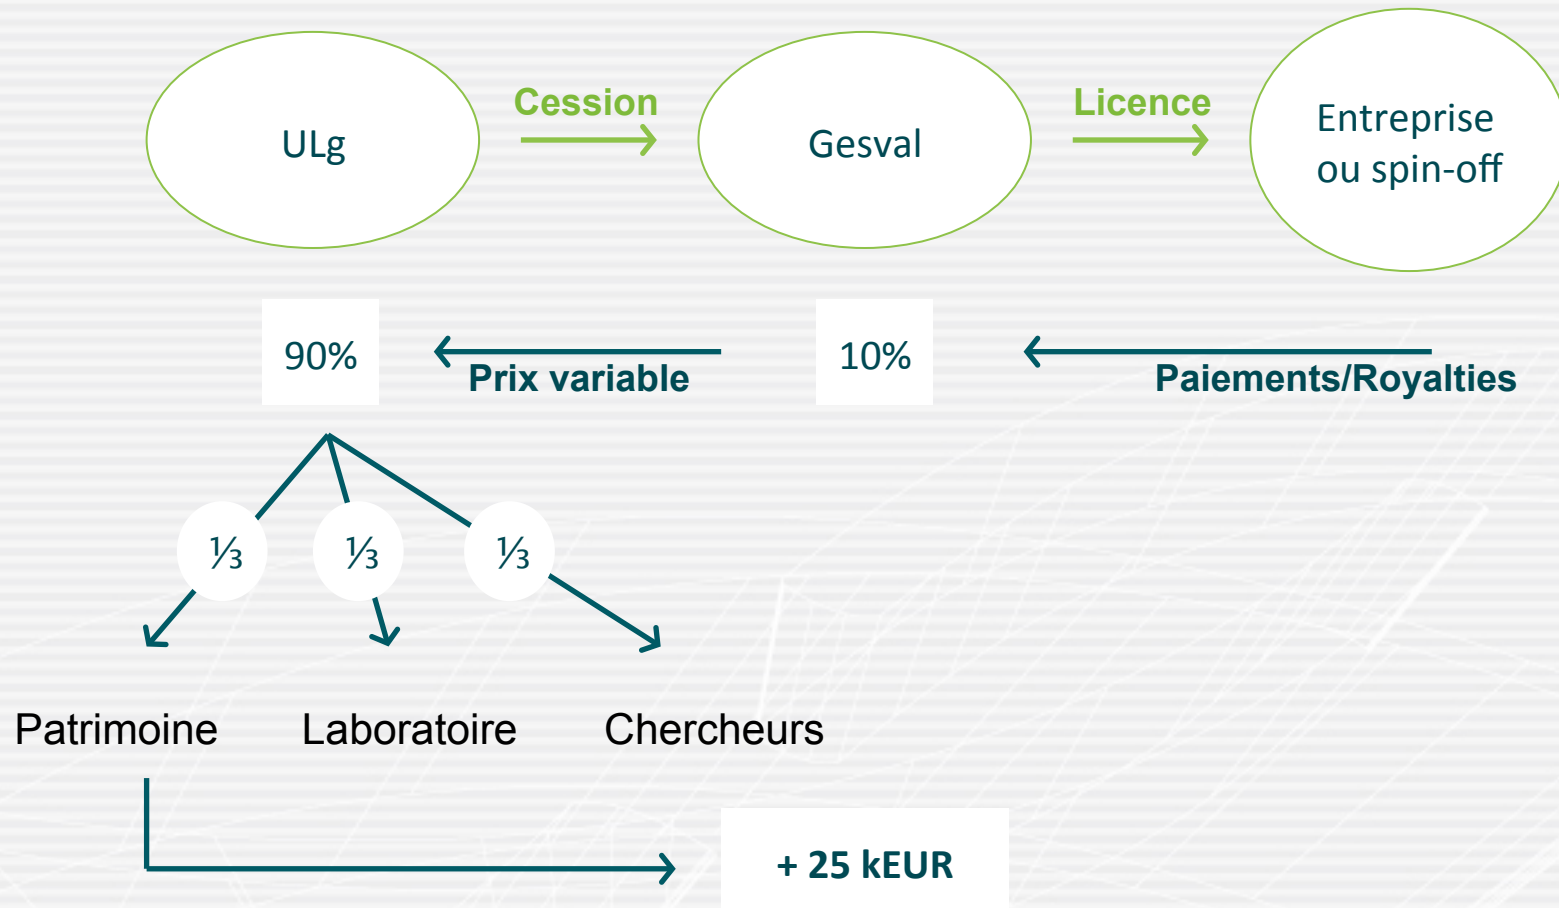 Cession
Licence
ULg
Gesval
Entreprise
ou spin-off
90%
Prix variable
10%
Paiements/Royalties
⅓
⅓
⅓
Patrimoine
Laboratoire
Chercheurs
+ 25 kEUR